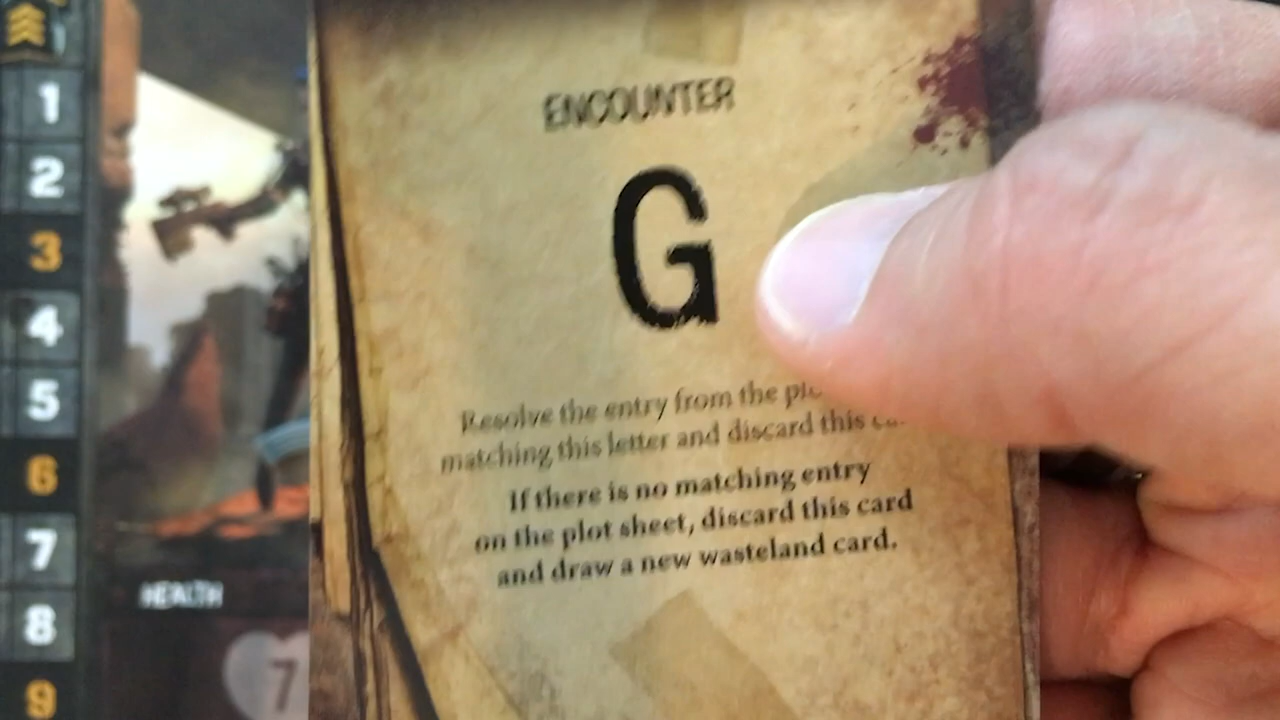 1
2
3
4
5
6
7
8
9
HEALTH
7
ENCOUNTER
G
Resolve the entry from the
matching this letter and discard this
If there is no matching entry
on the plot sheet, discard this card
and draw a new wasteland card.